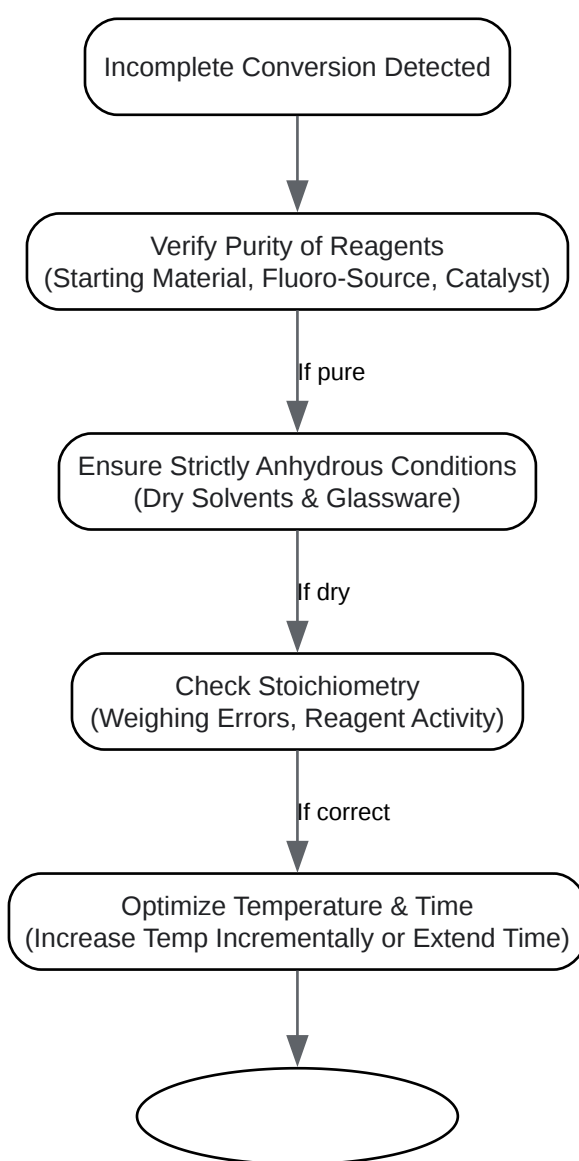 Incomplete Conversion Detected
Verify Purity of Reagents
(Starting Material, Fluoro-Source, Catalyst)
If pure
Ensure Strictly Anhydrous Conditions
(Dry Solvents & Glassware)
If dry
Check Stoichiometry
(Weighing Errors, Reagent Activity)
If correct
Optimize Temperature & Time
(Increase Temp Incrementally or Extend Time)